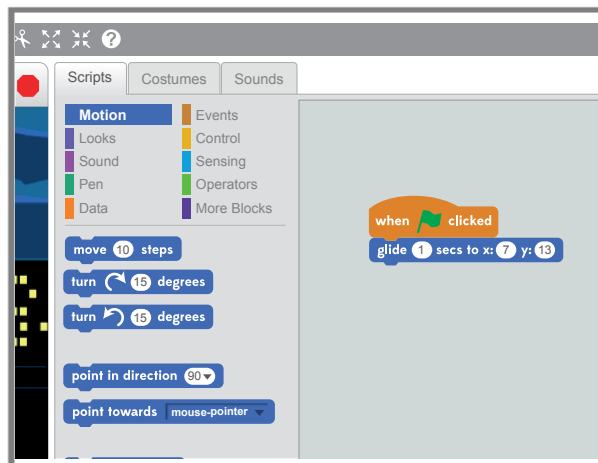 ?
Scripts Costumes Sounds
Motion Events
Looks Control
Sound Sensing
Pen Operators
Data More Blocks
move 10 steps
turn 15 degrees
turn 15 degrees
point in direction 90
point towards mouse-pointer
when clicked
glide 1 secs to x: 7 y: 13